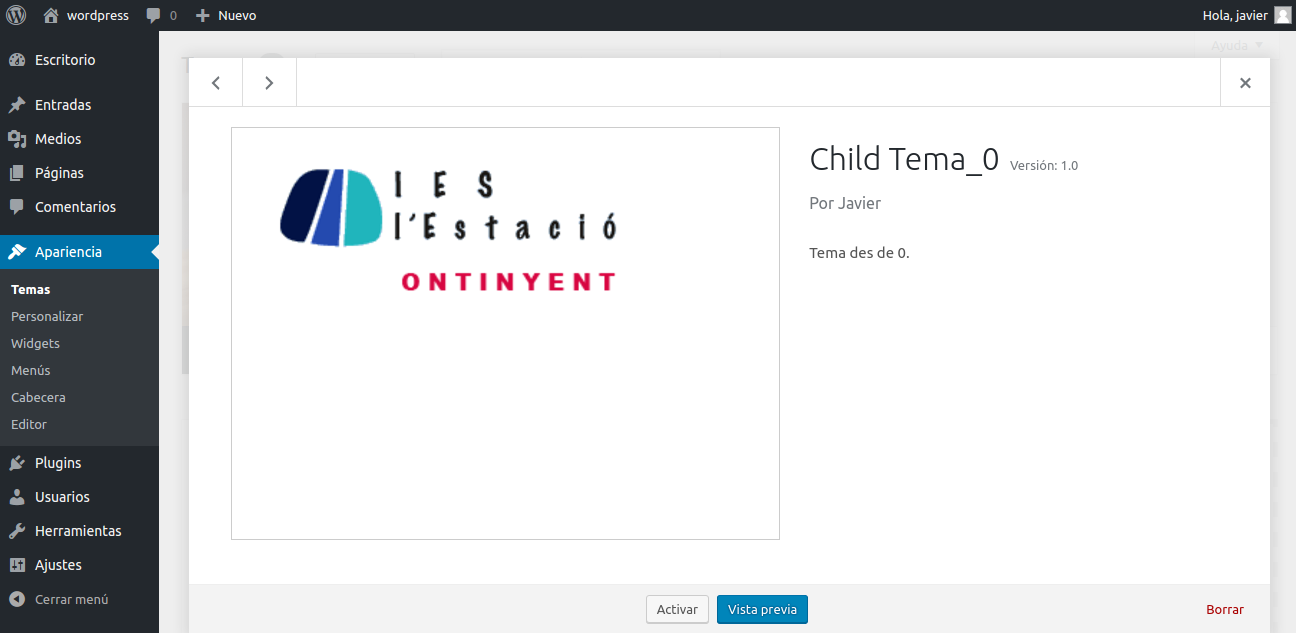 wordpress
0
Nuevo
Hola, javier
Ayuda
Escritorio
Entradas
Medios
Páginas
Comentarios
Apariencia
Temas
Personalizar
Widgets
Menús
Cabecera
Editor
Plugins
Usuarios
Herramientas
Ajustes
Cerrar menú
I E S
l'Estació
ONTINYENT
Child Tema_0 Versión: 1.0
Por Javier
Tema des de 0.
Activar
Vista previa
Borrar